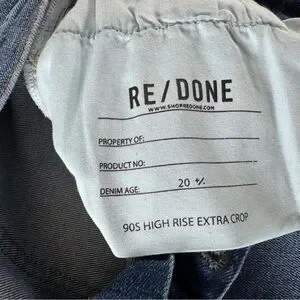 RE/DONE
WWW.SHOPREDONE.COM
PROPERTY OF:
PRODUCT NO:
DENIM AGE: 20 +/-
90S HIGH RISE EXTRA CROP